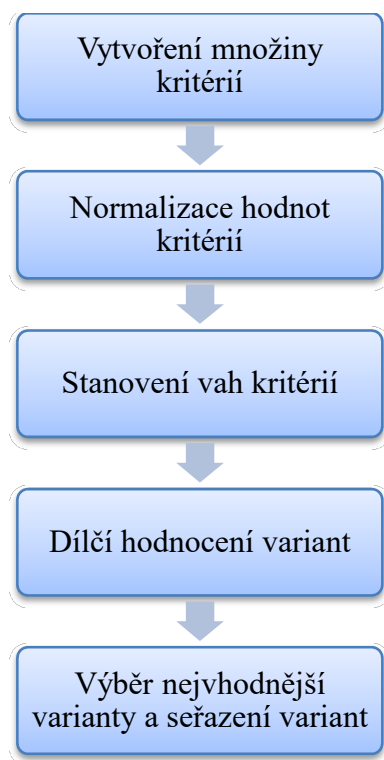 Vytvoření množiny
kritérií
Normalizace hodnot
kritérií
Stanovení vah kritérií
Dílčí hodnocení variant
Výběr nejvhodnější
varianty a seřazení variant